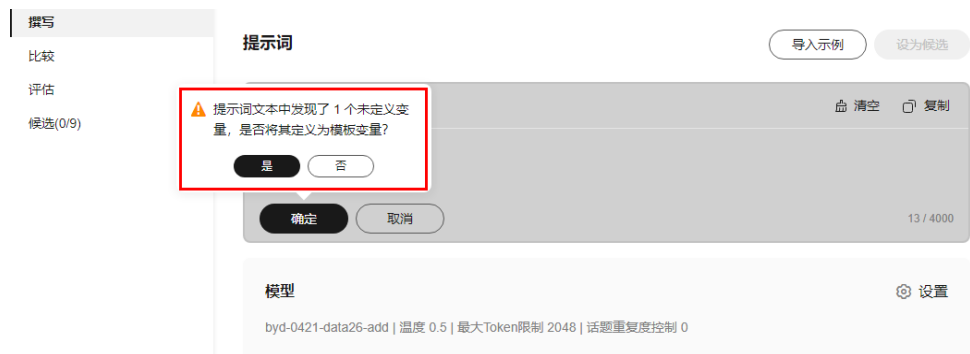 撰写
比较
评估
候选(0/9)
提示词
导入示例
设为候选
清空
复制
提示词文本中发现了 1 个未定义变
量，是否将其定义为模板变量?
是
否
确定
取消
13 / 4000
模型
设置
byd-0421-data26-add | 温度 0.5 | 最大Token限制 2048 | 话题重复度控制 0